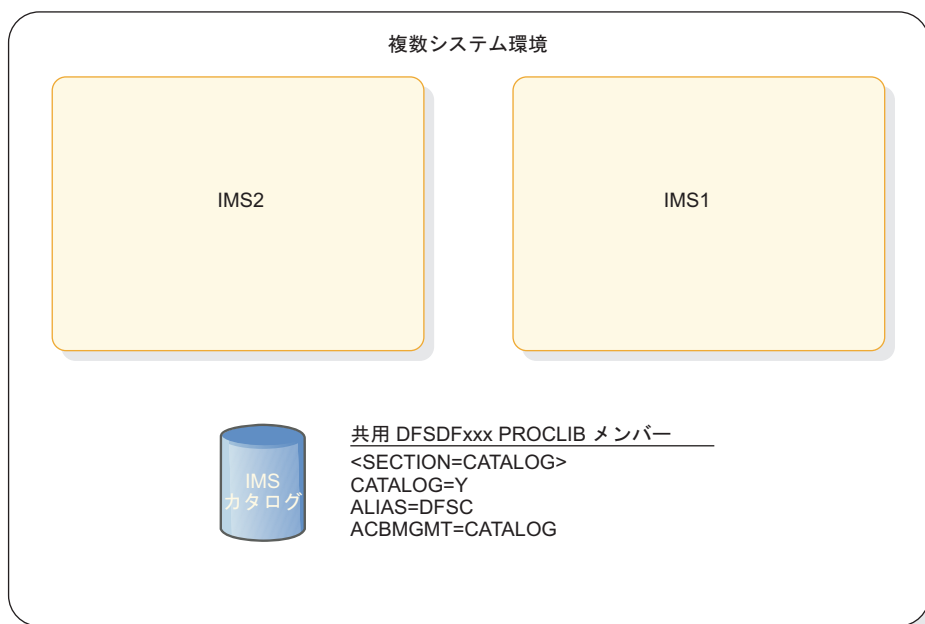 複数システム環境
IMS2
IMS1
IMS
カタログ
共用 DFSDFxxx PROCLIB メンバー
<SECTION=CATALOG>
CATALOG=Y
ALIAS=DFSC
ACBMGMT=CATALOG